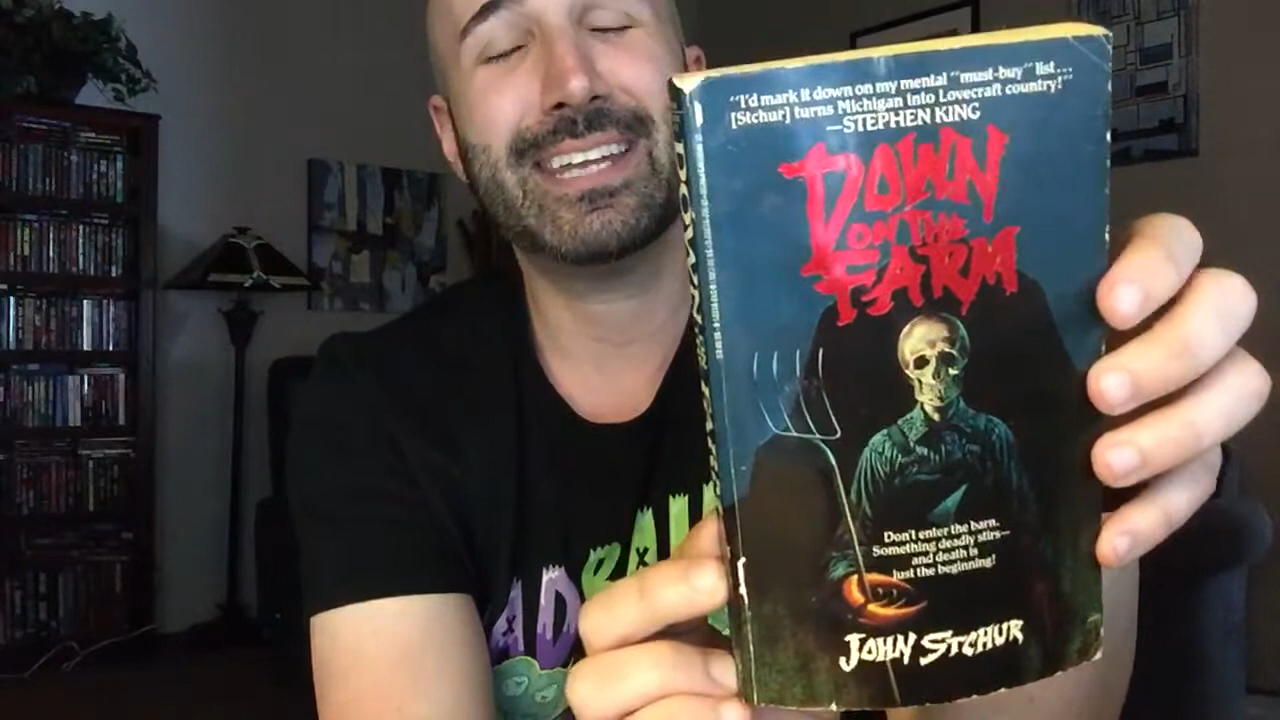 "I'd mark it down on my mental "must-buy" list...
[Stchur] turns Michigan into Lovecraft country!"
—STEPHEN KING
DOWN
ON THE
FARM
Don't enter the barn.
Something deadly stirs—
and death is
just the beginning!
JOHN STCHUR